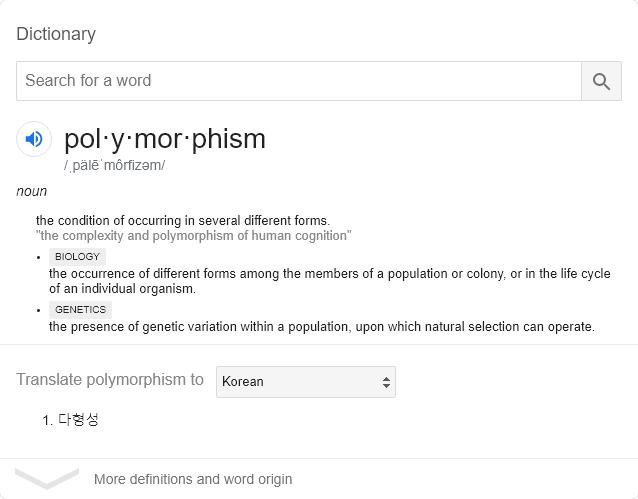 Dictionary
Search for a word
pol·y·mor·phism
/ˌpälēˈmôrfizəm/
noun
the condition of occurring in several different forms.
"the complexity and polymorphism of human cognition"
• BIOLOGY
the occurrence of different forms among the members of a population or colony, or in the life cycle
of an individual organism.
• GENETICS
the presence of genetic variation within a population, upon which natural selection can operate.
Translate polymorphism to Korean
1. 다형성
More definitions and word origin